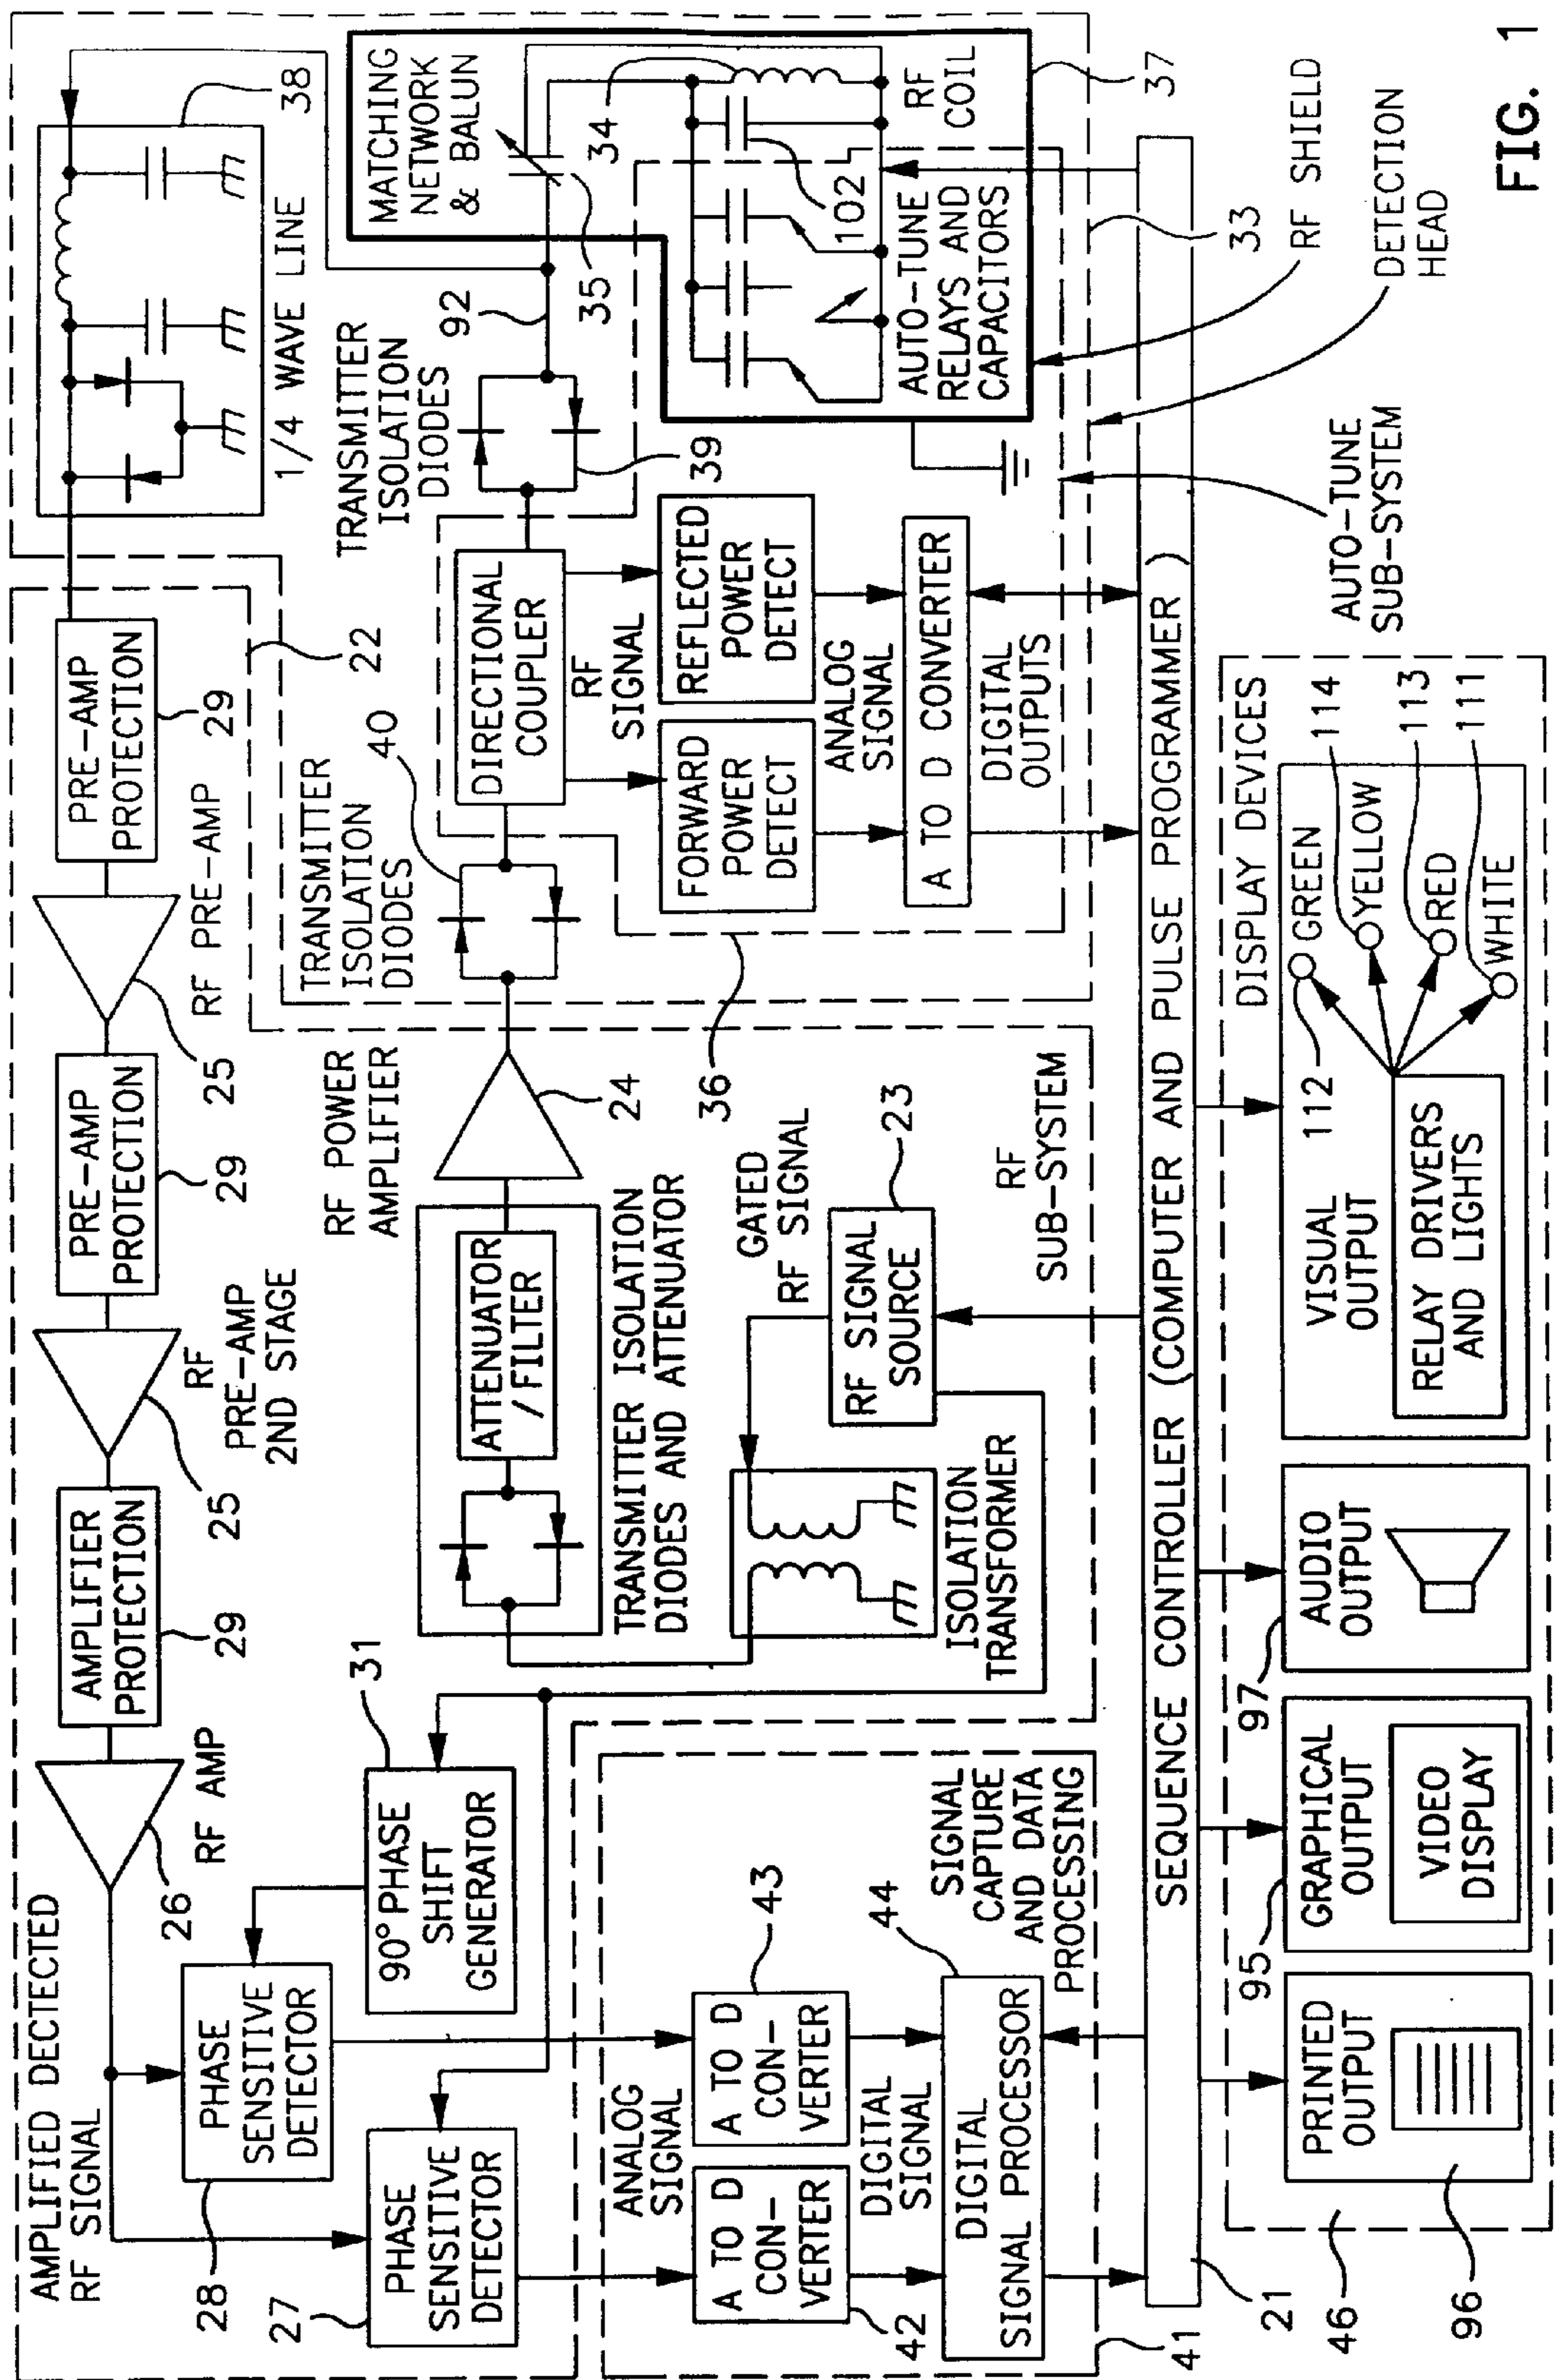 AMPLIFIED DECTECTED
RF SIGNAL
26
RF AMP
AMPLIFIER
PROTECTION
29
25
RF
PRE-AMP
2ND STAGE
PRE-AMP
PROTECTION
29
25
RF PRE-AMP
PRE-AMP
PROTECTION
29
22
38
1/4 WAVE LINE
28
PHASE
SENSITIVE
DETECTOR
27
PHASE
SENSITIVE
DETECTOR
31
90° PHASE
SHIFT
GENERATOR
ATTENUATOR
/FILTER
TRANSMITTER ISOLATION
DIODES AND ATTENUATOR
RF POWER
AMPLIFIER
24
TRANSMITTER
ISOLATION
DIODES
40
DIRECTIONAL
COUPLER
RF
SIGNAL
TRANSMITTER
ISOLATION
DIODES
39
92
MATCHING
NETWORK
& BALUN
35
34
102
RF
COIL
AUTO-TUNE
RELAYS AND
CAPACITORS
37
FORWARD
POWER
DETECT
REFLECTED
POWER
DETECT
ANALOG
SIGNAL
A TO D CONVERTER
DIGITAL
OUTPUTS
36
ISOLATION
TRANSFORMER
GATED
RF SIGNAL
RF SIGNAL
SOURCE
23
RF
SUB-SYSTEM
ANALOG
SIGNAL
A TO D
CON-
VERTER
42
A TO D
CON-
VERTER
43
DIGITAL
SIGNAL
44
DIGITAL
SIGNAL PROCESSOR
SIGNAL
CAPTURE
AND DATA
PROCESSING
41
SEQUENCE CONTROLLER (COMPUTER AND PULSE PROGRAMMER)
21
33
RF SHIELD
DETECTION
HEAD
AUTO-TUNE
SUB-SYSTEM
46
PRINTED
OUTPUT
96
95
GRAPHICAL
OUTPUT
VIDEO
DISPLAY
97
AUDIO
OUTPUT
DISPLAY DEVICES
VISUAL
OUTPUT
RELAY DRIVERS
AND LIGHTS
112
GREEN
YELLOW
114
RED
113
WHITE
111
FIG. 1